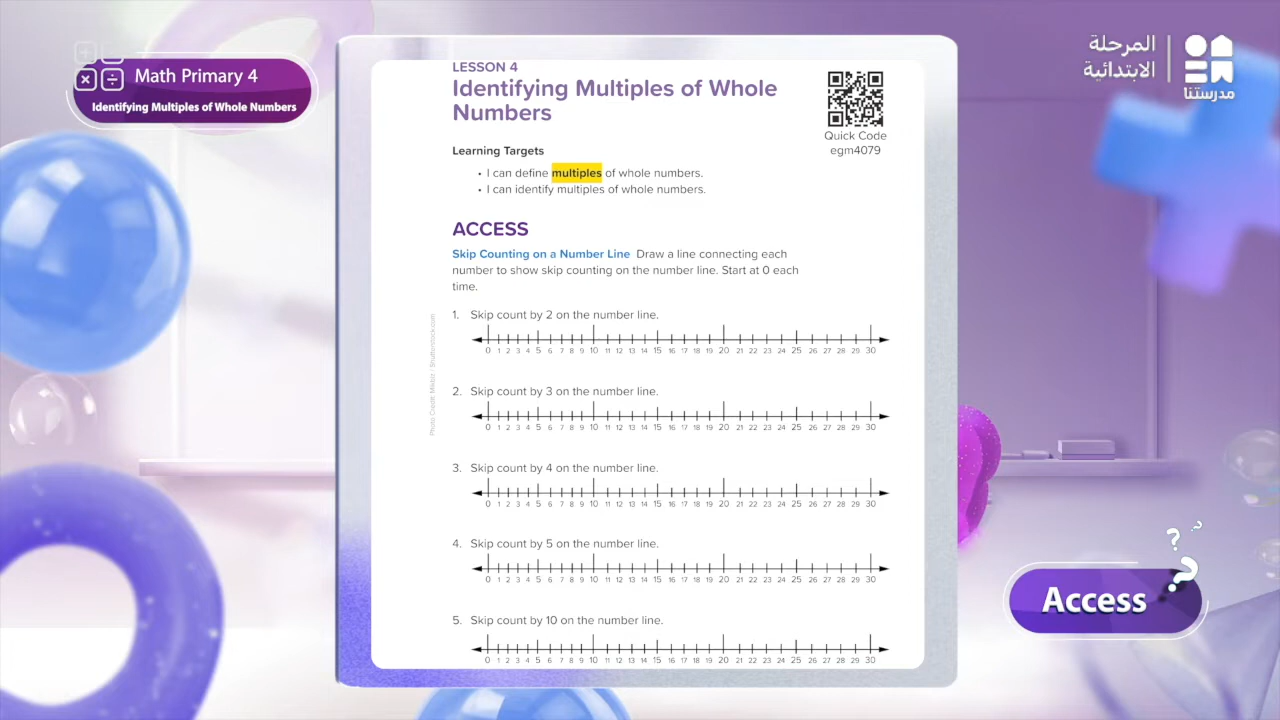 Math Primary 4
Identifying Multiples of Whole Numbers
المرحلة
الابتدائية
مدرستنا
LESSON 4
Identifying Multiples of Whole
Numbers
Quick Code
egm4079
Learning Targets
• I can define multiples of whole numbers.
• I can identify multiples of whole numbers.
ACCESS
Skip Counting on a Number Line Draw a line connecting each
number to show skip counting on the number line. Start at 0 each
time.
1. Skip count by 2 on the number line.
0 1 2 3 4 5 6 7 8 9 10 11 12 13 14 15 16 17 18 19 20 21 22 23 24 25 26 27 28 29 30
2. Skip count by 3 on the number line.
0 1 2 3 4 5 6 7 8 9 10 11 12 13 14 15 16 17 18 19 20 21 22 23 24 25 26 27 28 29 30
3. Skip count by 4 on the number line.
0 1 2 3 4 5 6 7 8 9 10 11 12 13 14 15 16 17 18 19 20 21 22 23 24 25 26 27 28 29 30
4. Skip count by 5 on the number line.
0 1 2 3 4 5 6 7 8 9 10 11 12 13 14 15 16 17 18 19 20 21 22 23 24 25 26 27 28 29 30
5. Skip count by 10 on the number line.
0 1 2 3 4 5 6 7 8 9 10 11 12 13 14 15 16 17 18 19 20 21 22 23 24 25 26 27 28 29 30
Photo Credit: / Shutterstock.com
Access